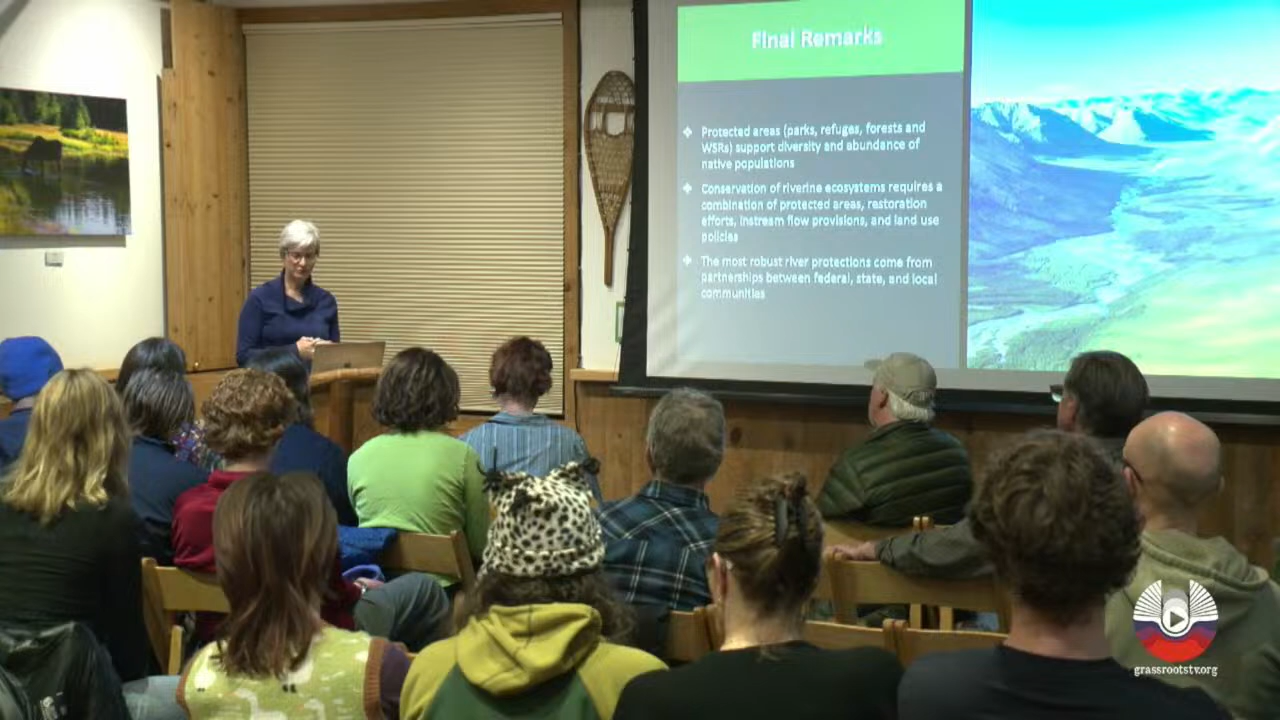 Final Remarks
Protected areas (parks, refuges, forests and
WSRs) support diversity and abundance of
native populations
Conservation of riverine ecosystems requires a
combination of protected areas, restoration
efforts, instream flow provisions, and land use
policies
The most robust river protections come from
partnerships between federal, state, and local
communities
grassrootstv.org